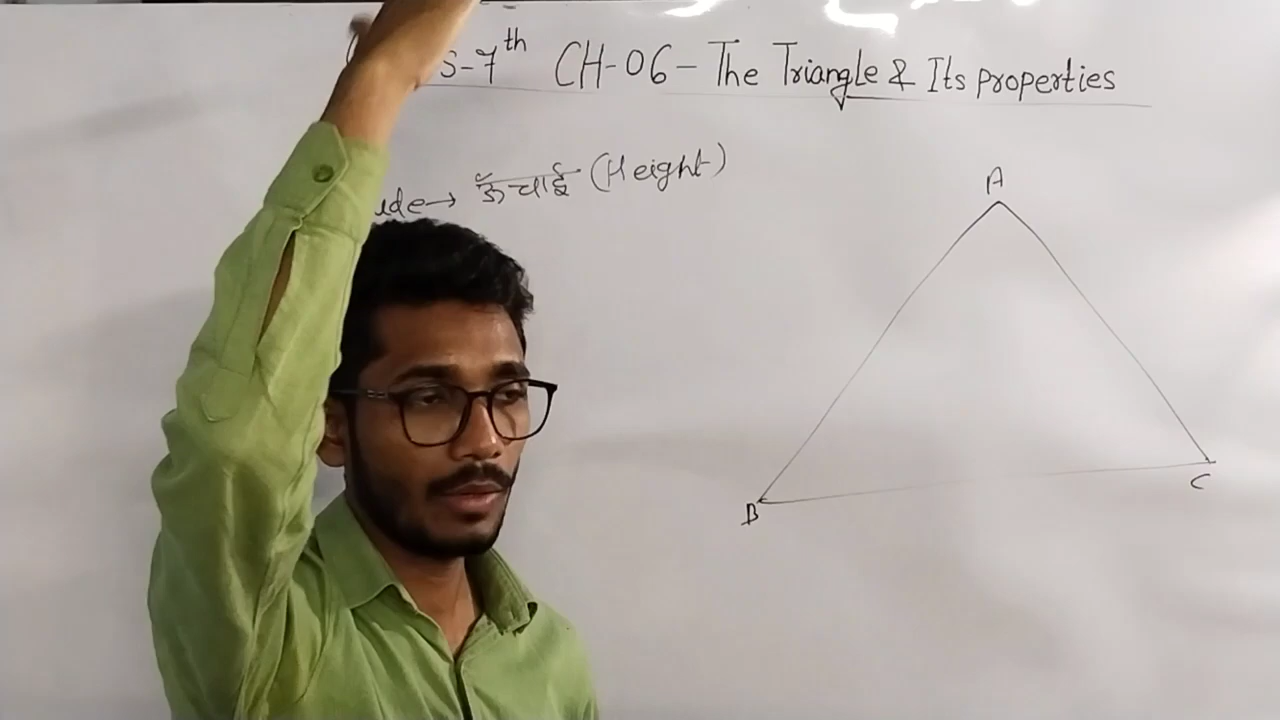 s-7th CH-06- The Triangle & Its properties
ude→ ऊँचाई (Height)
A
B
C